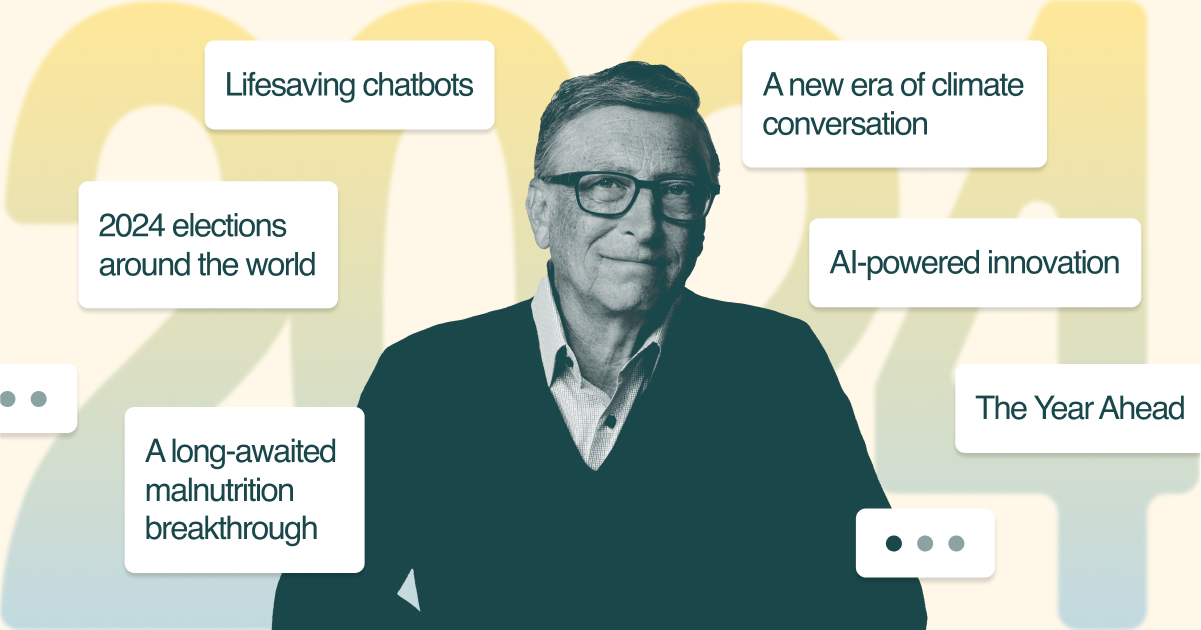 2024
Lifesaving chatbots
A new era of climate
conversation
2024 elections
around the world
AI-powered innovation
The Year Ahead
A long-awaited
malnutrition
breakthrough